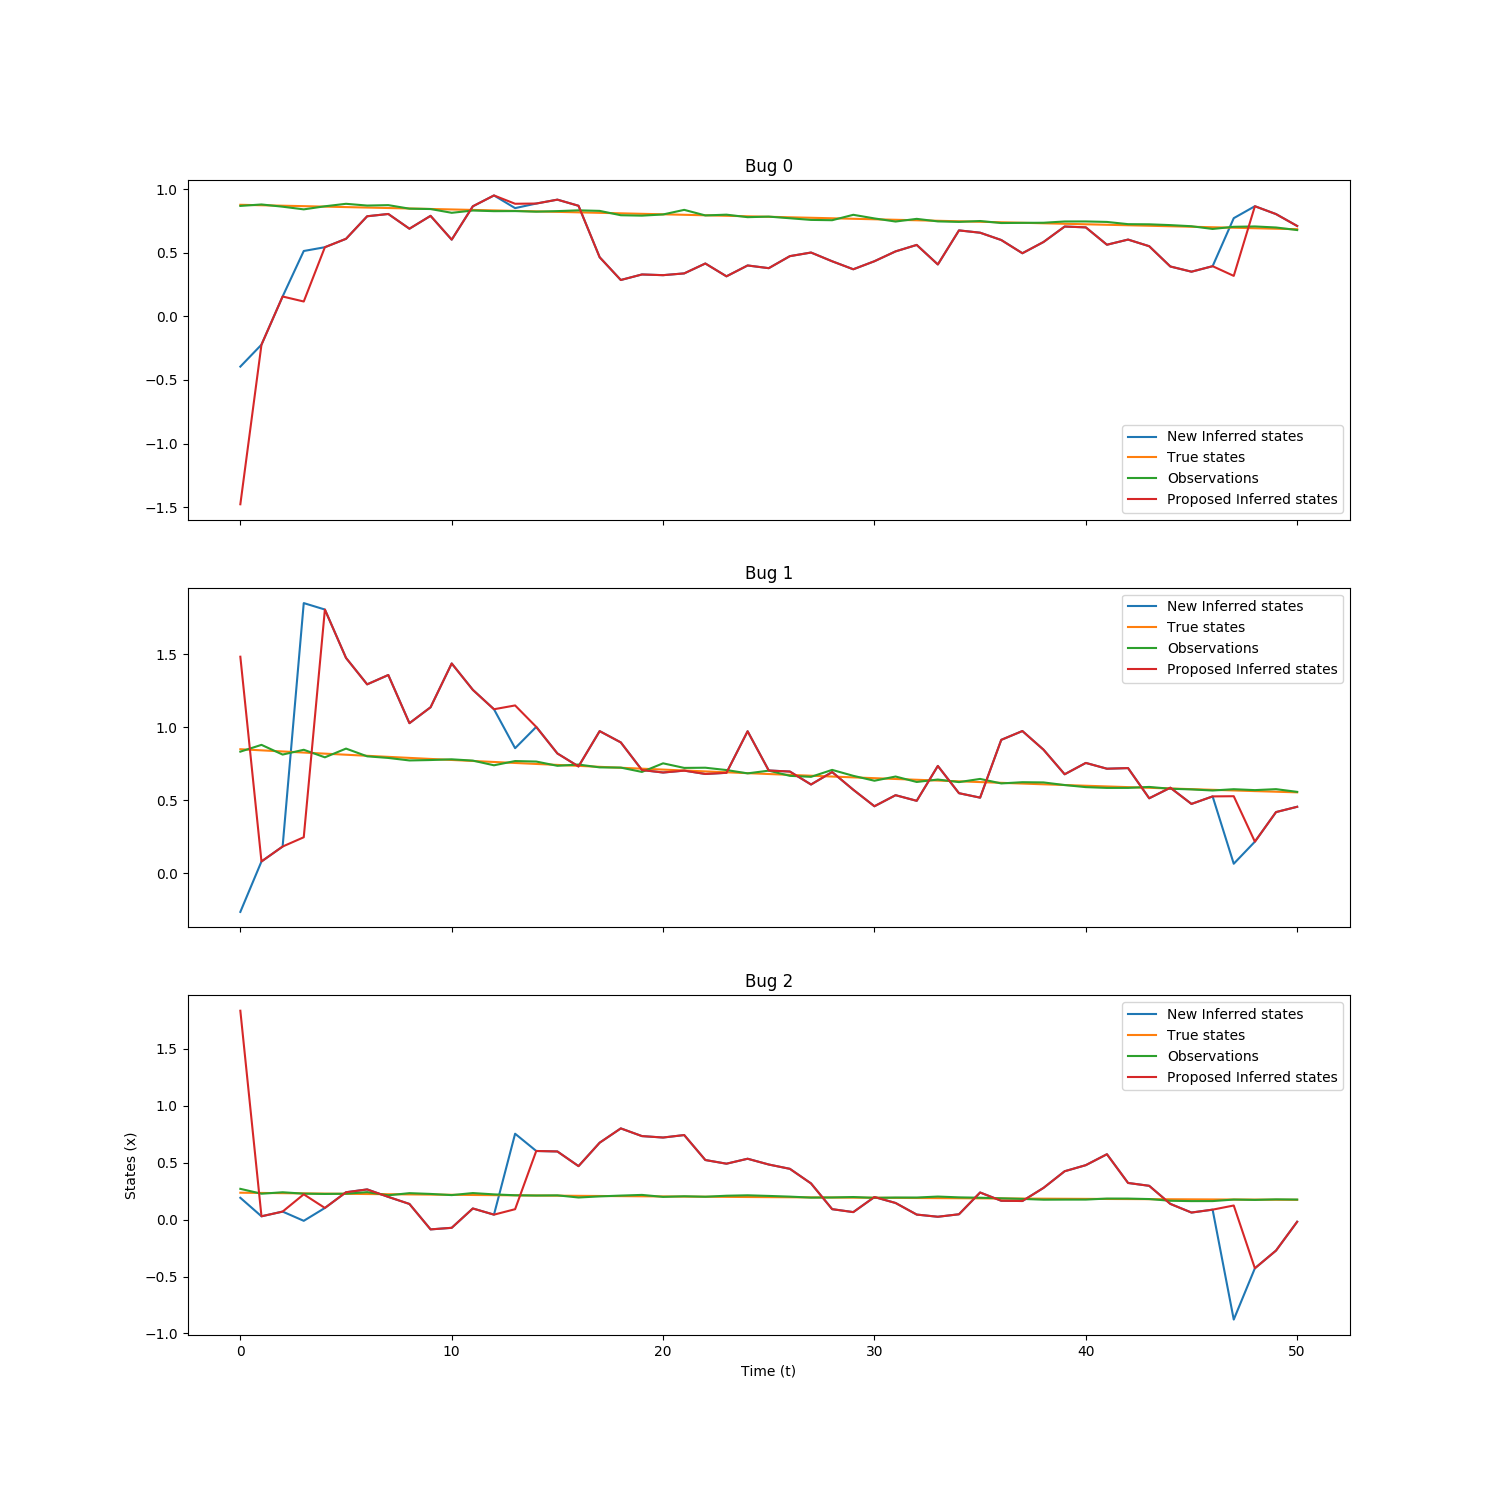 Bug 0
1.0
0.5
0.0
−0.5
−1.0
−1.5
New Inferred states
True states
Observations
Proposed Inferred states
Bug 1
1.5
1.0
0.5
0.0
New Inferred states
True states
Observations
Proposed Inferred states
Bug 2
States (x)
1.5
1.0
0.5
0.0
−0.5
−1.0
New Inferred states
True states
Observations
Proposed Inferred states
0 10 20 30 40 50
Time (t)